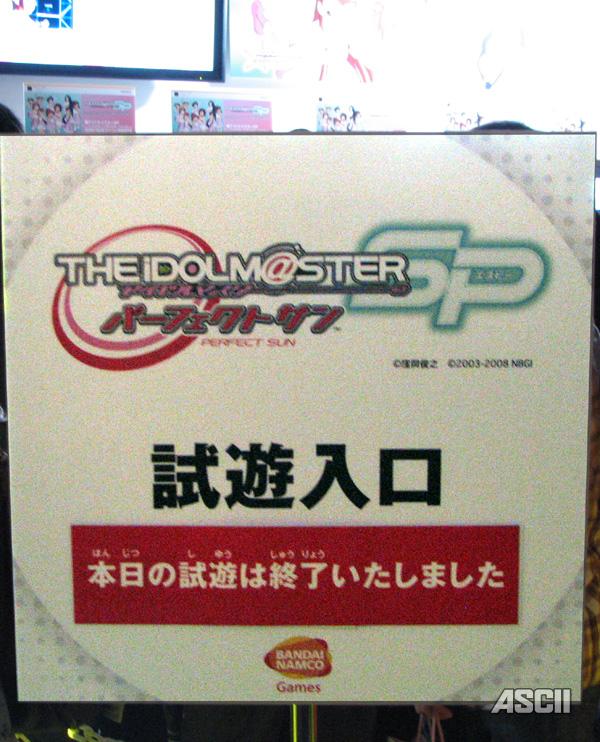 THE iDOLM@STER SP
アイドルマスター エスピー
パーフェクトサン™
PERFECT SUN
©窪岡俊之 ©2003-2008 NBGI
試遊入口
ほん じつ し ゆう しゅう りょう
本日の試遊は終了いたしました
BANDAI
NAMCO
Games
ASCII